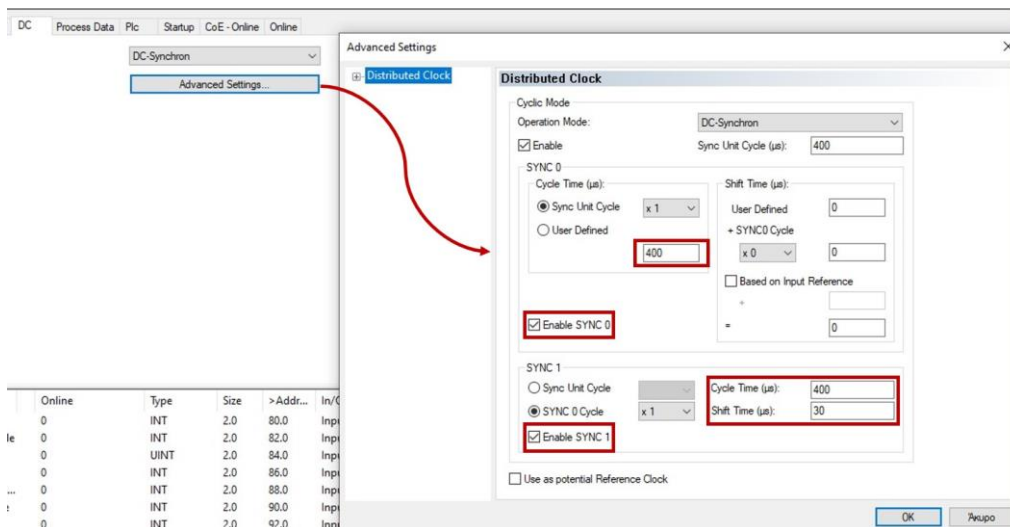 DC Process Data Plc Startup CoE - Online Online
DC-Synchron
Advanced Settings...
Advanced Settings
Distributed Clock
Distributed Clock
Cyclic Mode
Operation Mode: DC-Synchron
Enable Sync Unit Cycle (µs): 400
SYNC 0
Cycle Time (µs): Shift Time (µs):
Sync Unit Cycle x 1 User Defined 0
User Defined + SYNC0 Cycle
400 x 0 0
Based on Input Reference
+
Enable SYNC 0 = 0
SYNC 1
Sync Unit Cycle Cycle Time (µs): 400
SYNC 0 Cycle x 1 Shift Time (µs): 30
Enable SYNC 1
Use as potential Reference Clock
OK Άκυρο
Online Type Size >Addr... In/O
0 INT 2.0 80.0 Inp
le 0 INT 2.0 82.0 Inp
0 UINT 2.0 84.0 Inp
0 INT 2.0 86.0 Inp
... 0 INT 2.0 88.0 Inp
e 0 INT 2.0 90.0 Inp
0 INT 2.0 92.0 Inp